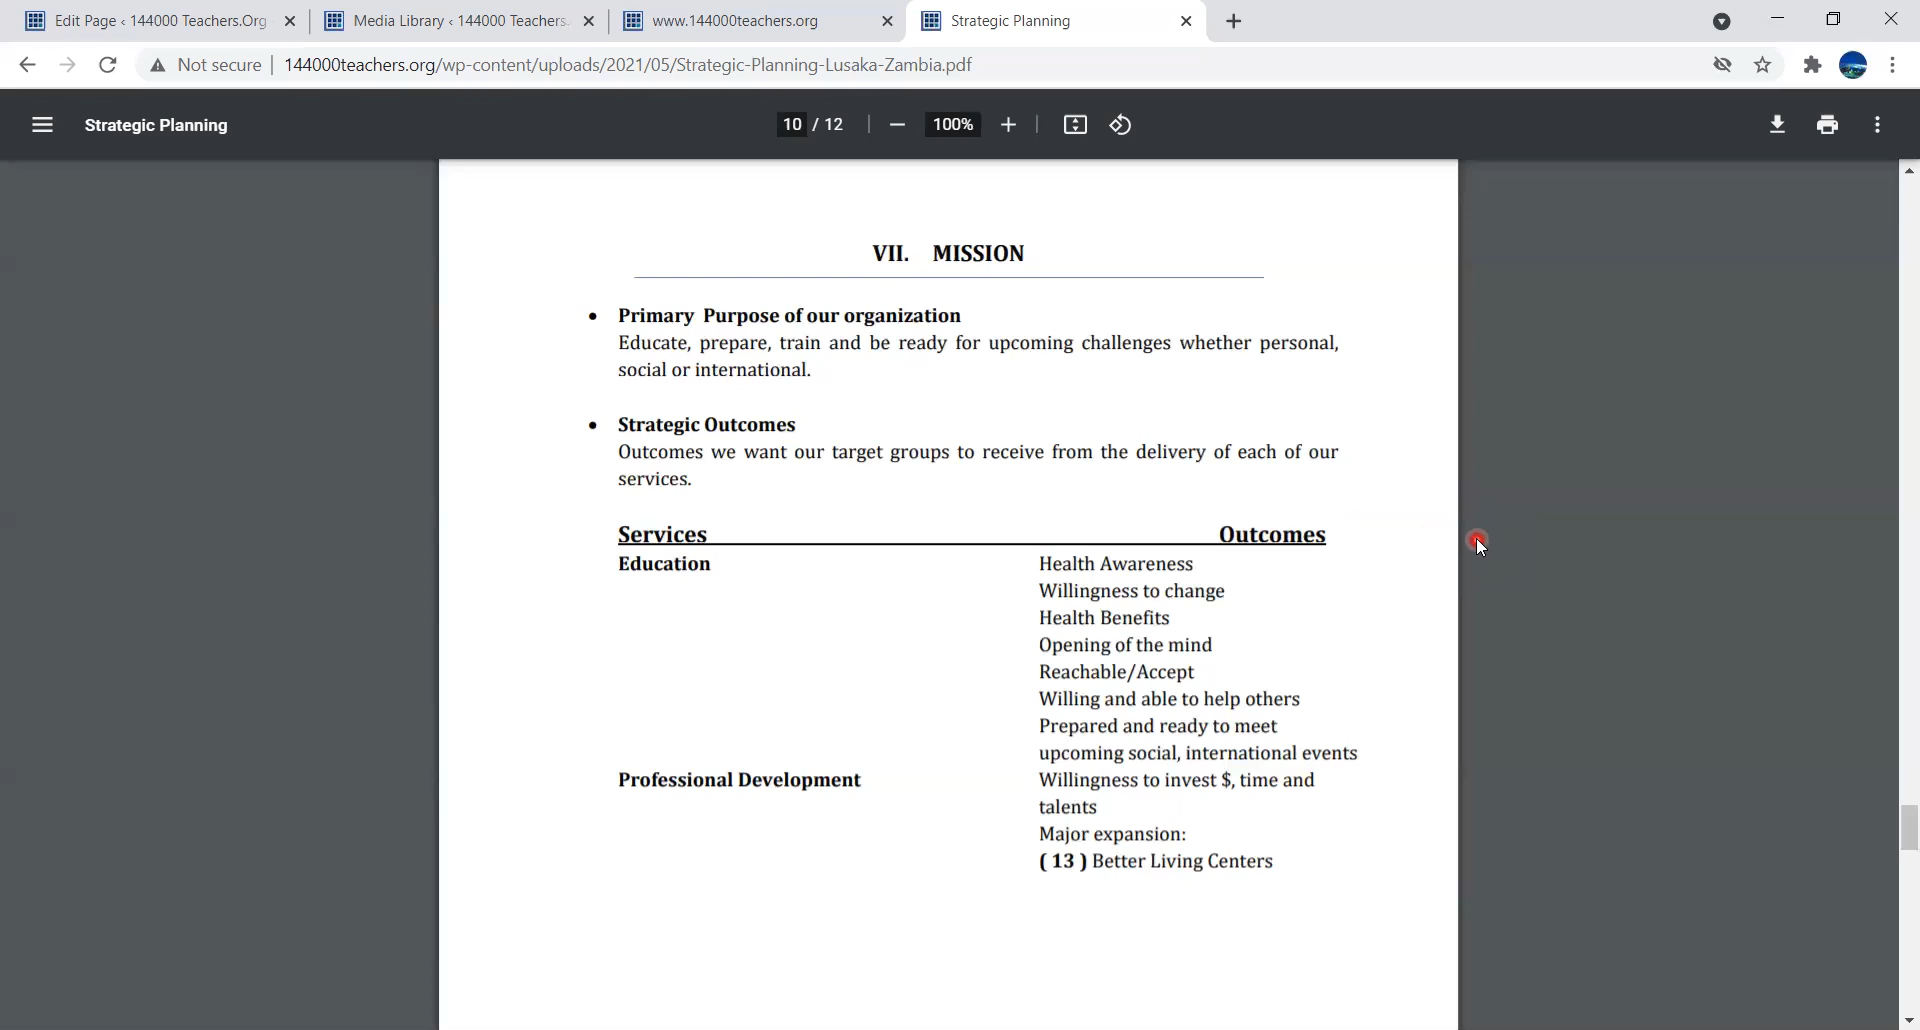 Edit Page ‹ 144000 Teachers.Org
Media Library ‹ 144000 Teachers.
www.144000teachers.org
Strategic Planning
Not secure
144000teachers.org/wp-content/uploads/2021/05/Strategic-Planning-Lusaka-Zambia.pdf
Strategic Planning
10 / 12
100%
VII. MISSION
• Primary Purpose of our organization
Educate, prepare, train and be ready for upcoming challenges whether personal,
social or international.
• Strategic Outcomes
Outcomes we want our target groups to receive from the delivery of each of our
services.
Services Outcomes
Education Health Awareness
Willingness to change
Health Benefits
Opening of the mind
Reachable/Accept
Willing and able to help others
Prepared and ready to meet
upcoming social, international events
Professional Development Willingness to invest $, time and
talents
Major expansion:
( 13 ) Better Living Centers